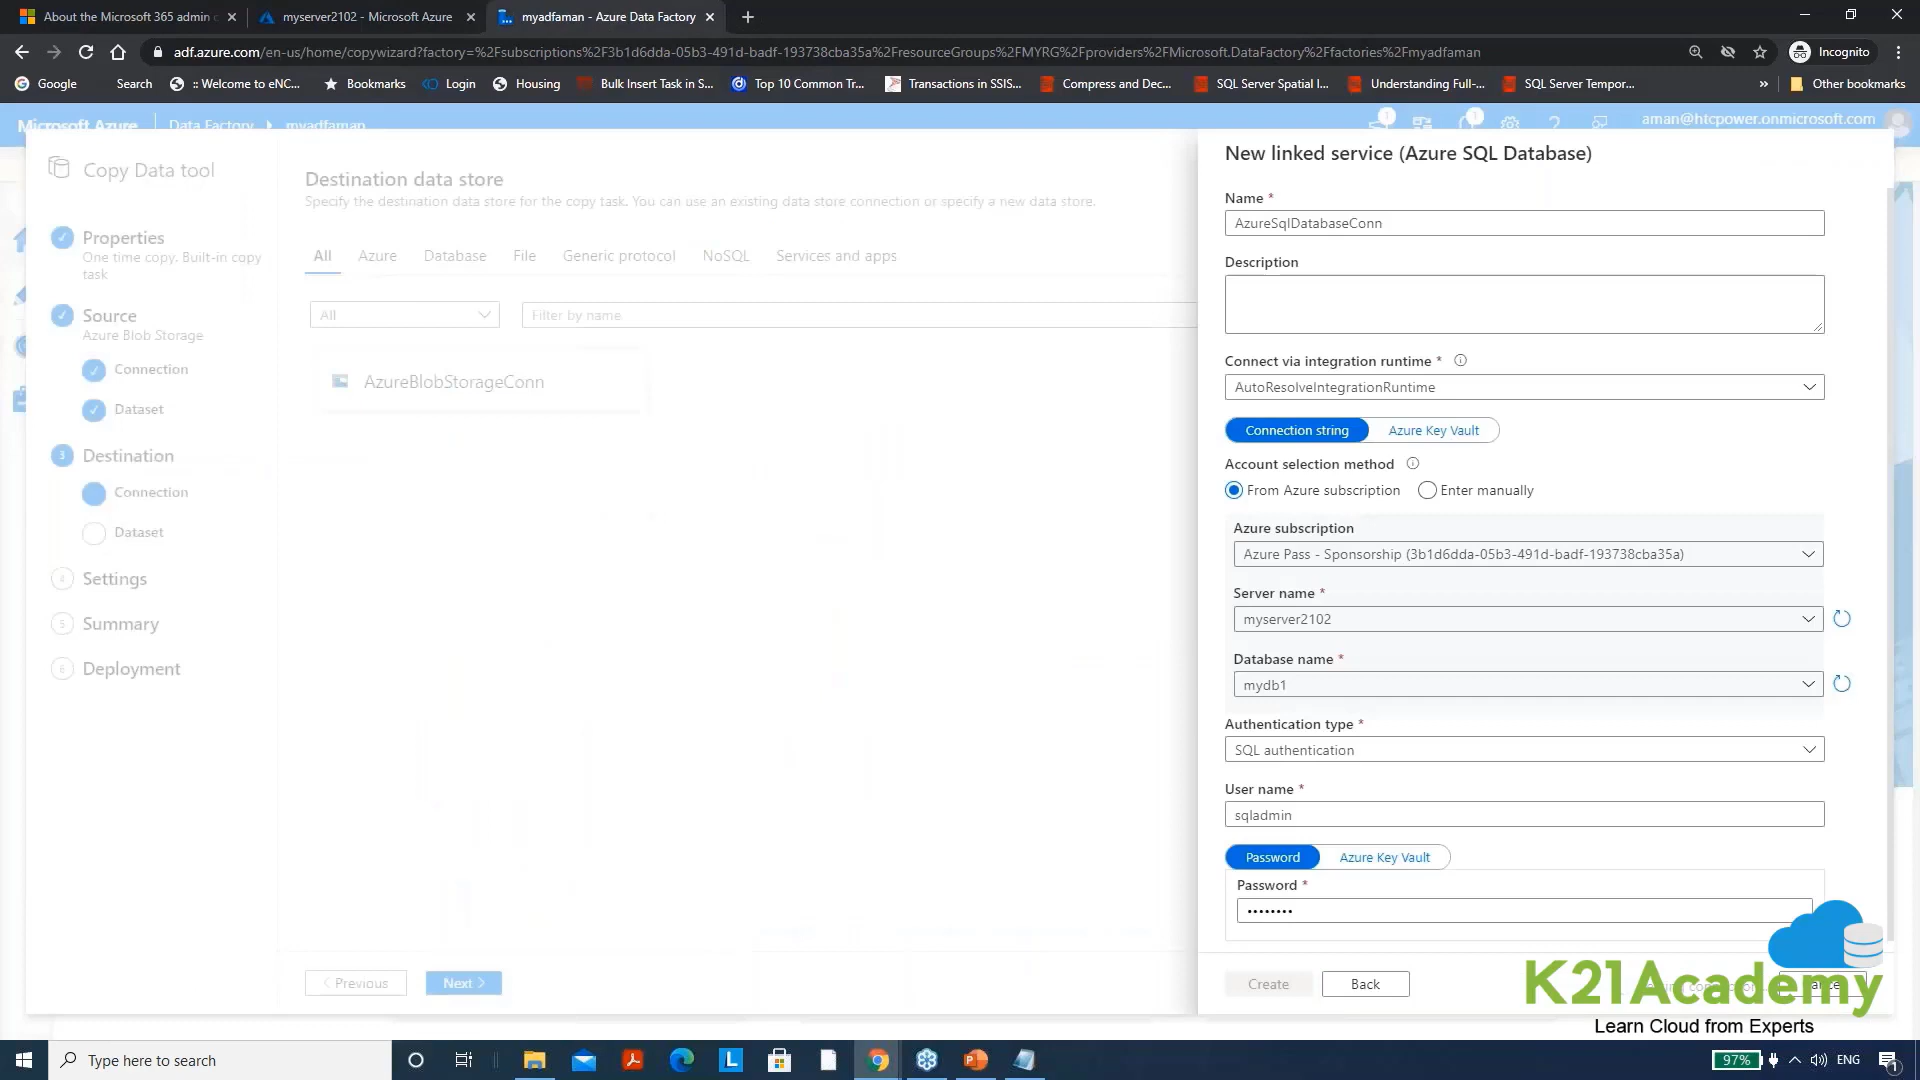 About the Microsoft 365 admin c
myserver2102 - Microsoft Azure
myadfaman - Azure Data Factory
adf.azure.com/en-us/home/copywizard?factory=%2Fsubscriptions%2F3b1d6dda-05b3-491d-badf-193738cba35a%2FresourceGroups%2FMYRG%2Fproviders%2FMicrosoft.DataFactory%2Ffactories%2Fmyadfaman
Incognito
Google
Search
:: Welcome to eNC...
Bookmarks
Login
Housing
Bulk Insert Task in S...
Top 10 Common Tr...
Transactions in SSIS...
Compress and Dec...
SQL Server Spatial I...
Understanding Full-...
SQL Server Tempor...
»
Other bookmarks
Microsoft Azure
Data Factory
myadfaman
1
1
aman@htcpower.onmicrosoft.com
Copy Data tool
Properties
One time copy. Built-in copy
task
Source
Azure Blob Storage
Connection
Dataset
3 Destination
Connection
Dataset
4 Settings
5 Summary
6 Deployment
Destination data store
Specify the destination data store for the copy task. You can use an existing data store connection or specify a new data store.
All
Azure
Database
File
Generic protocol
NoSQL
Services and apps
All
Filter by name
AzureBlobStorageConn
< Previous
Next >
New linked service (Azure SQL Database)
Name *
AzureSqlDatabaseConn
Description
Connect via integration runtime *
AutoResolveIntegrationRuntime
Connection string
Azure Key Vault
Account selection method
From Azure subscription
Enter manually
Azure subscription
Azure Pass - Sponsorship (3b1d6dda-05b3-491d-badf-193738cba35a)
Server name *
myserver2102
Database name *
mydb1
Authentication type *
SQL authentication
User name *
sqladmin
Password
Azure Key Vault
Password *
••••••••
Create
Back
K21Academy
Learn Cloud from Experts
Type here to search
L
97%
ENG
1